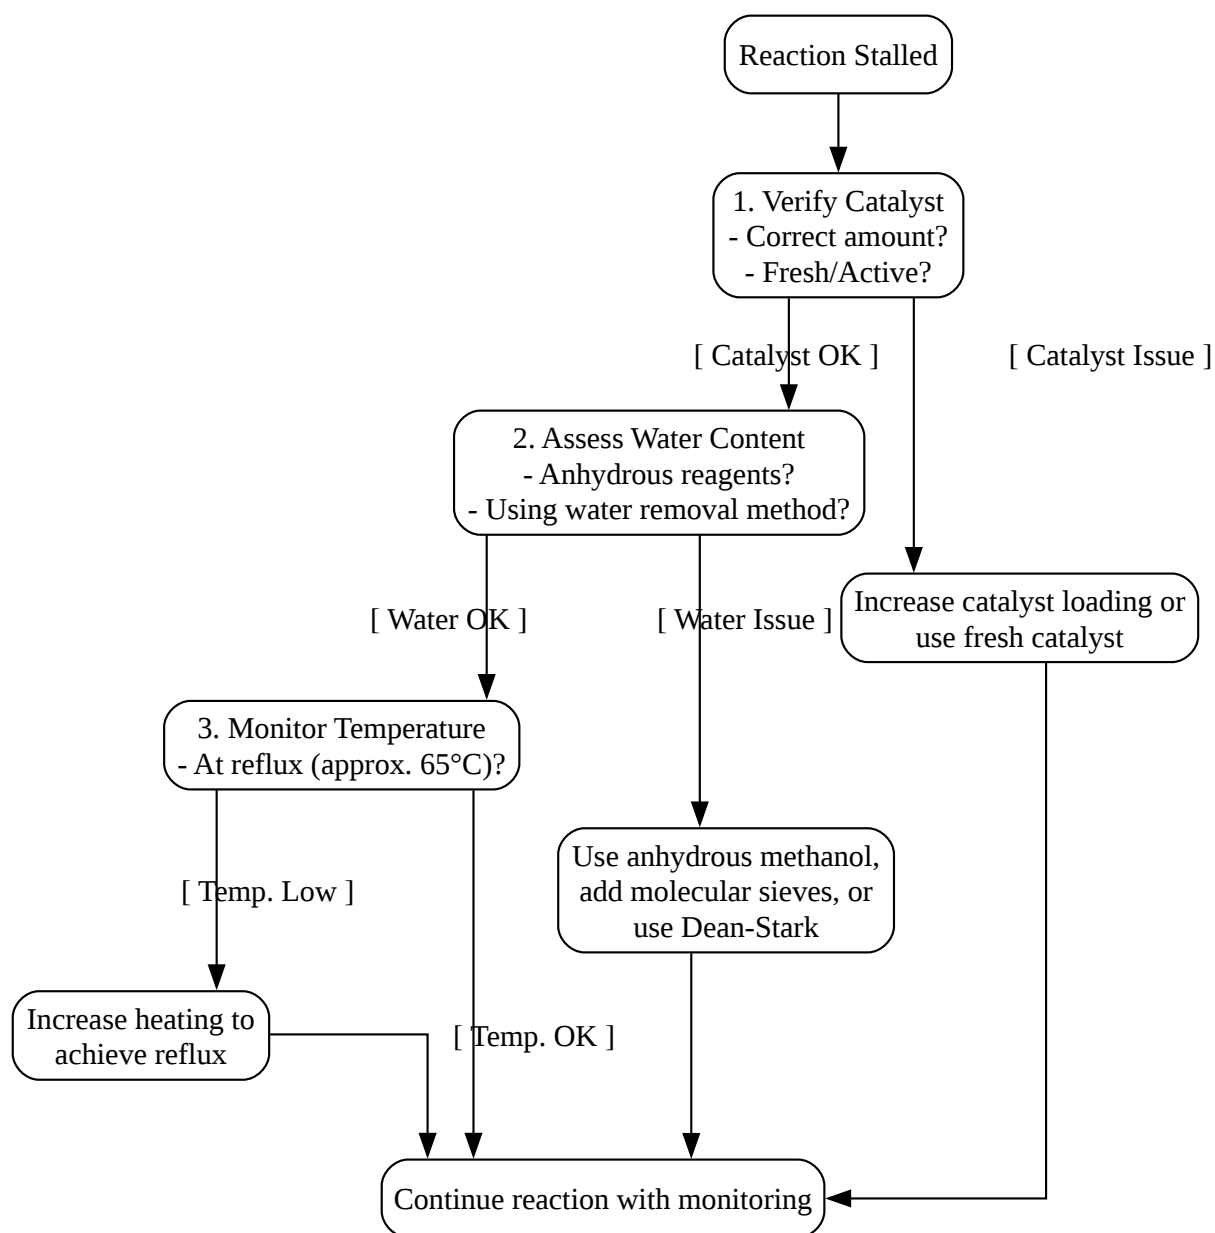 Reaction Stalled
1. Verify Catalyst
- Correct amount?
- Fresh/Active?
[ Catalyst OK ]
[ Catalyst Issue ]
2. Assess Water Content
- Anhydrous reagents?
- Using water removal method?
[ Water OK ]
[ Water Issue ]
Increase catalyst loading or
use fresh catalyst
3. Monitor Temperature
- At reflux (approx. 65°C)?
[ Temp. Low ]
Use anhydrous methanol,
add molecular sieves, or
use Dean-Stark
Increase heating to
achieve reflux
[ Temp. OK ]
Continue reaction with monitoring